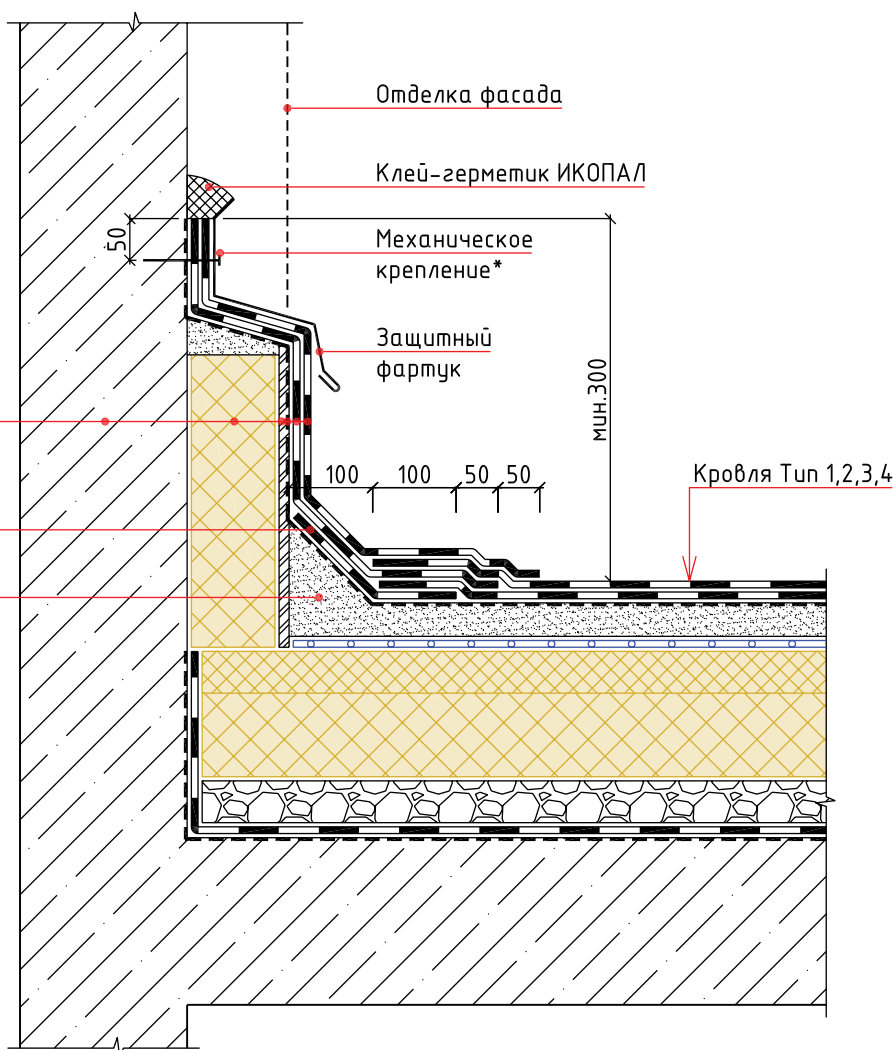 Отделка фасада
Клей-герметик ИКОПАЛ
50
Механическое
крепление*
Защитный
фартук
мин.300
100 100 50 50
Кровля Тип 1,2,3,4